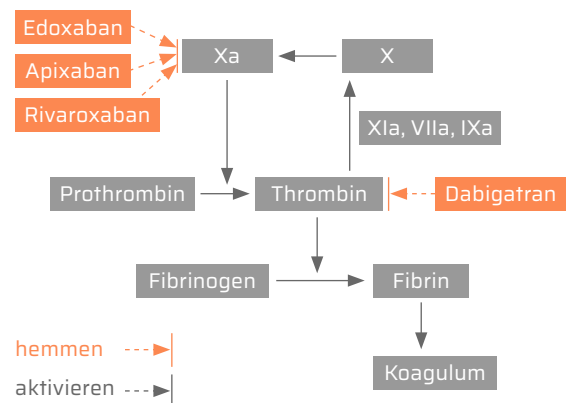 Edoxaban
Apixaban
Rivaroxaban
Xa
X
XIa, VIIa, IXa
Prothrombin
Thrombin
Dabigatran
Fibrinogen
Fibrin
Koagulum
hemmen
aktivieren